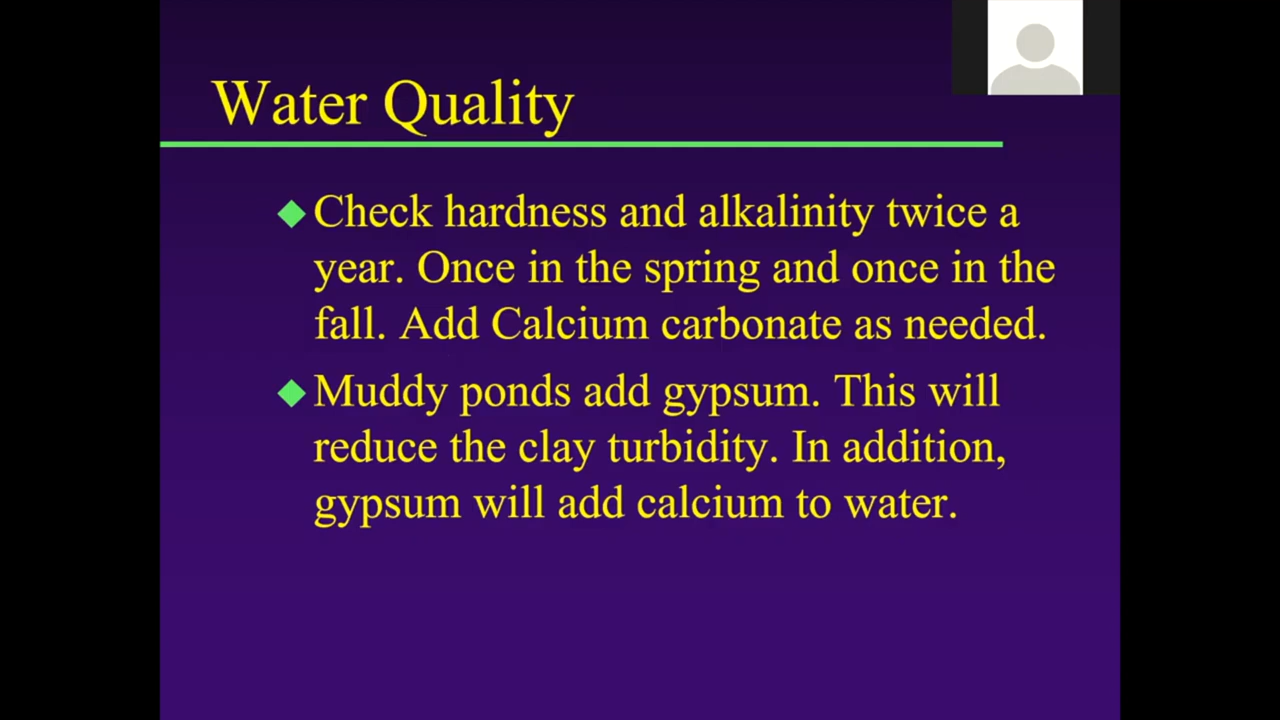 Water Quality
Check hardness and alkalinity twice a
year. Once in the spring and once in the
fall. Add Calcium carbonate as needed.
Muddy ponds add gypsum. This will
reduce the clay turbidity. In addition,
gypsum will add calcium to water.